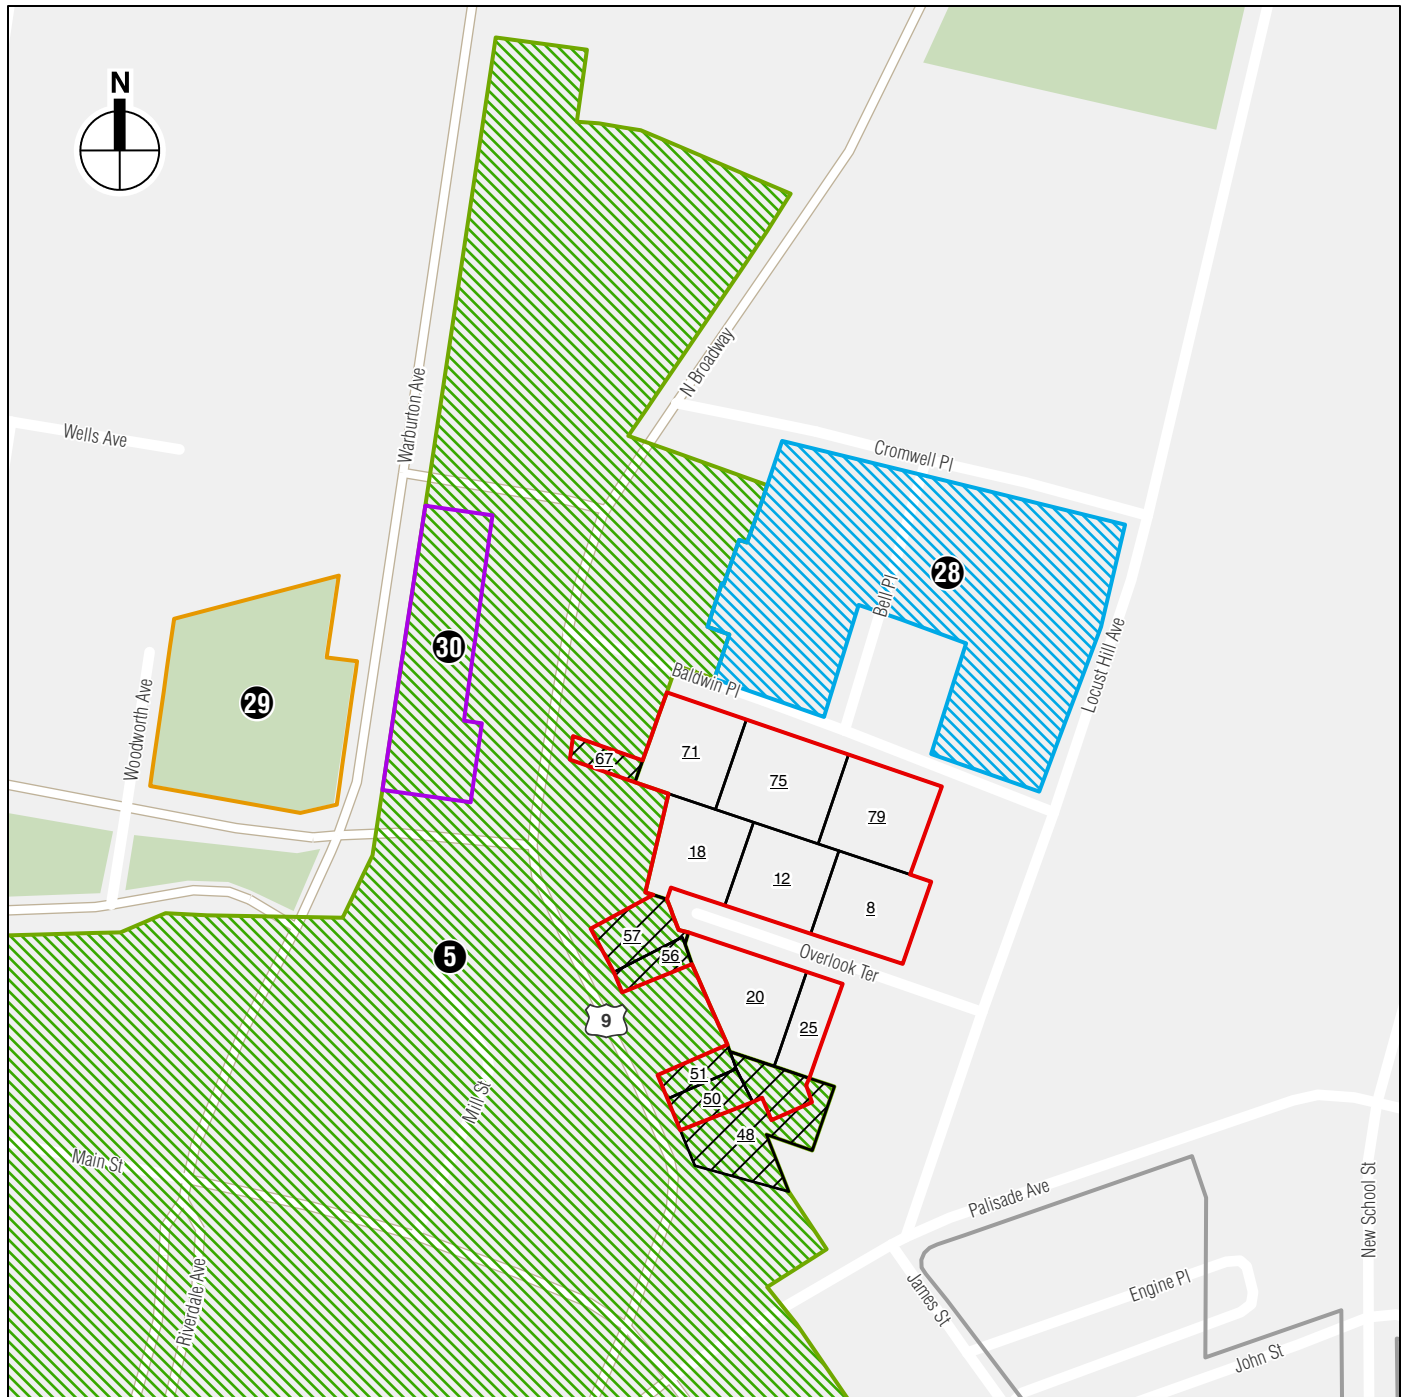 N
N Broadway
Warburton Ave
Wells Ave
Cromwell Pl
28
Bell Pl
Locust Hill Ave
30
29
Woodworth Ave
Baldwin Pl
71
67
75
79
18
12
8
57
56
5
Overlook Ter
20
9
25
51
50
48
Mill St
Main St
Riverdale Ave
Palisade Ave
New School St
James St
Engine Pl
John St